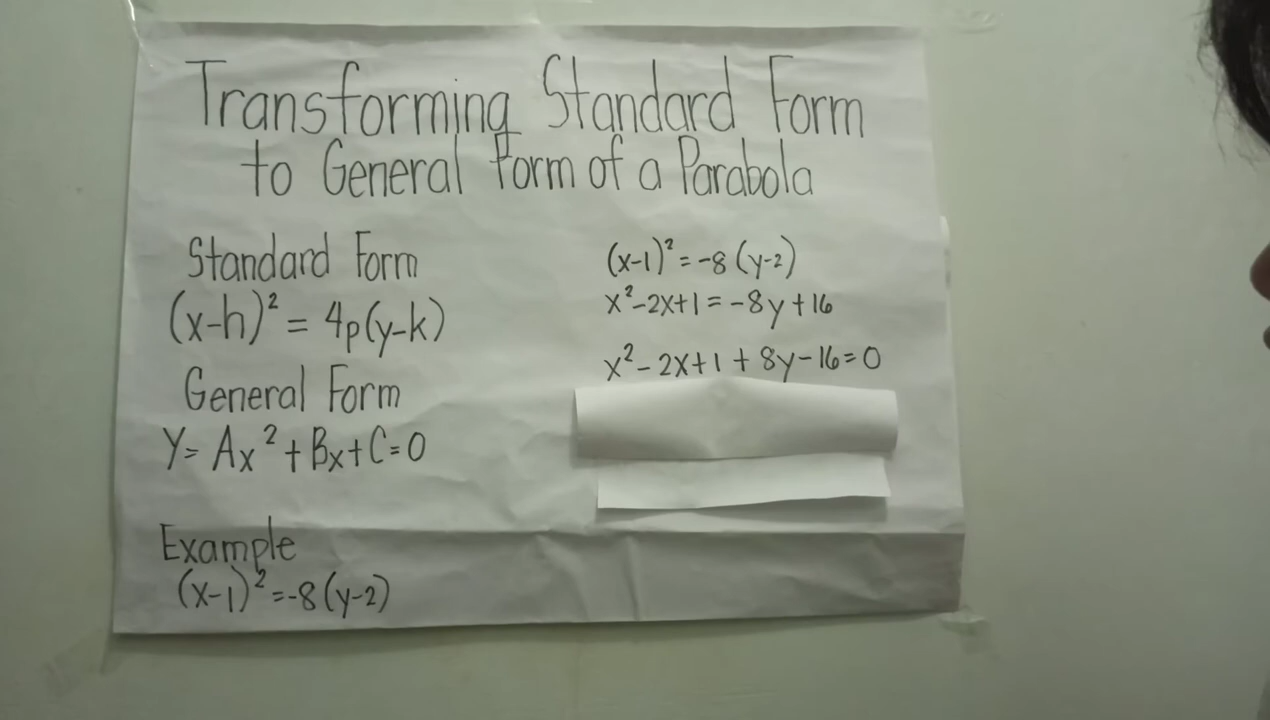 Transforming Standard Form
to General Form of a Parabola
Standard Form
(x-h)² = 4p(y-k)
General Form
Y= Ax² + Bx+C=0
Example
(x-1)²=-8(y-2)
(x-1)²=-8(y-2)
x²-2x+1=-8y+16
x²-2x+1+8y-16=0